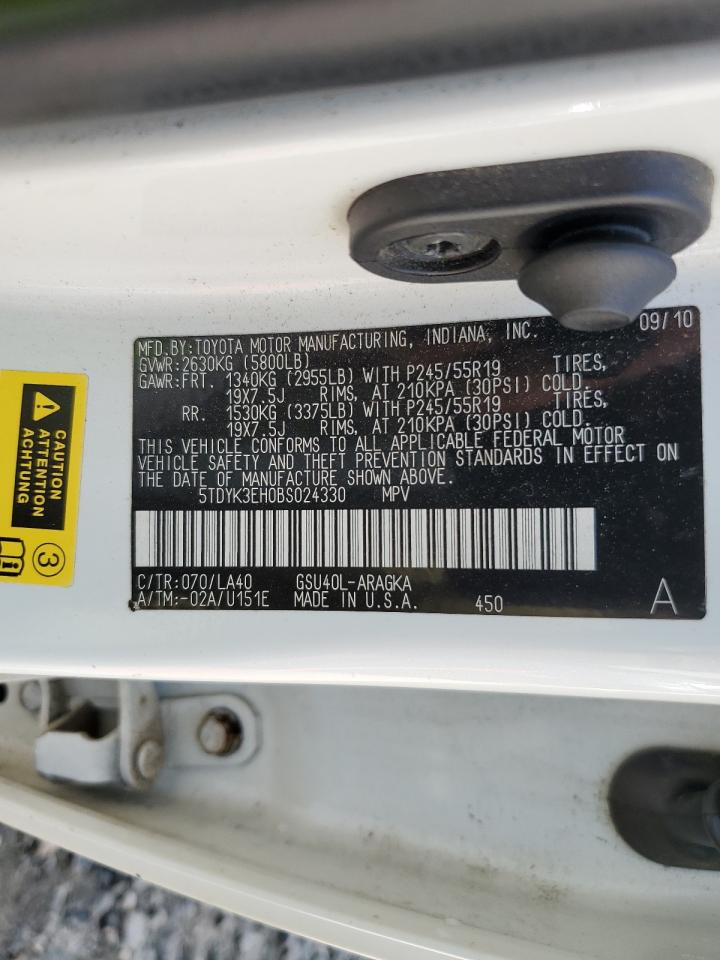 09/10
MFD.BY:TOYOTA MOTOR MANUFACTURING, INDIANA, INC.
GVWR:2630KG (5800LB)
GAWR:FRT. 1340KG (2955LB) WITH P245/55R19 TIRES,
19X7.5J RIMS, AT 210KPA (30PSI) COLD.
RR. 1530KG (3375LB) WITH P245/55R19 TIRES,
19X7.5J RIMS, AT 210KPA (30PSI) COLD.
THIS VEHICLE CONFORMS TO ALL APPLICABLE FEDERAL MOTOR
VEHICLE SAFETY AND THEFT PREVENTION STANDARDS IN EFFECT ON
THE DATE OF MANUFACTURE SHOWN ABOVE.
5TDYK3EH0BS024330 MPV
C/TR:070/LA40 GSU40L-ARAGKA
A/TM:-02A/U151E MADE IN U.S.A. 450 A
CAUTION
ATTENTION
ACHTUNG
3